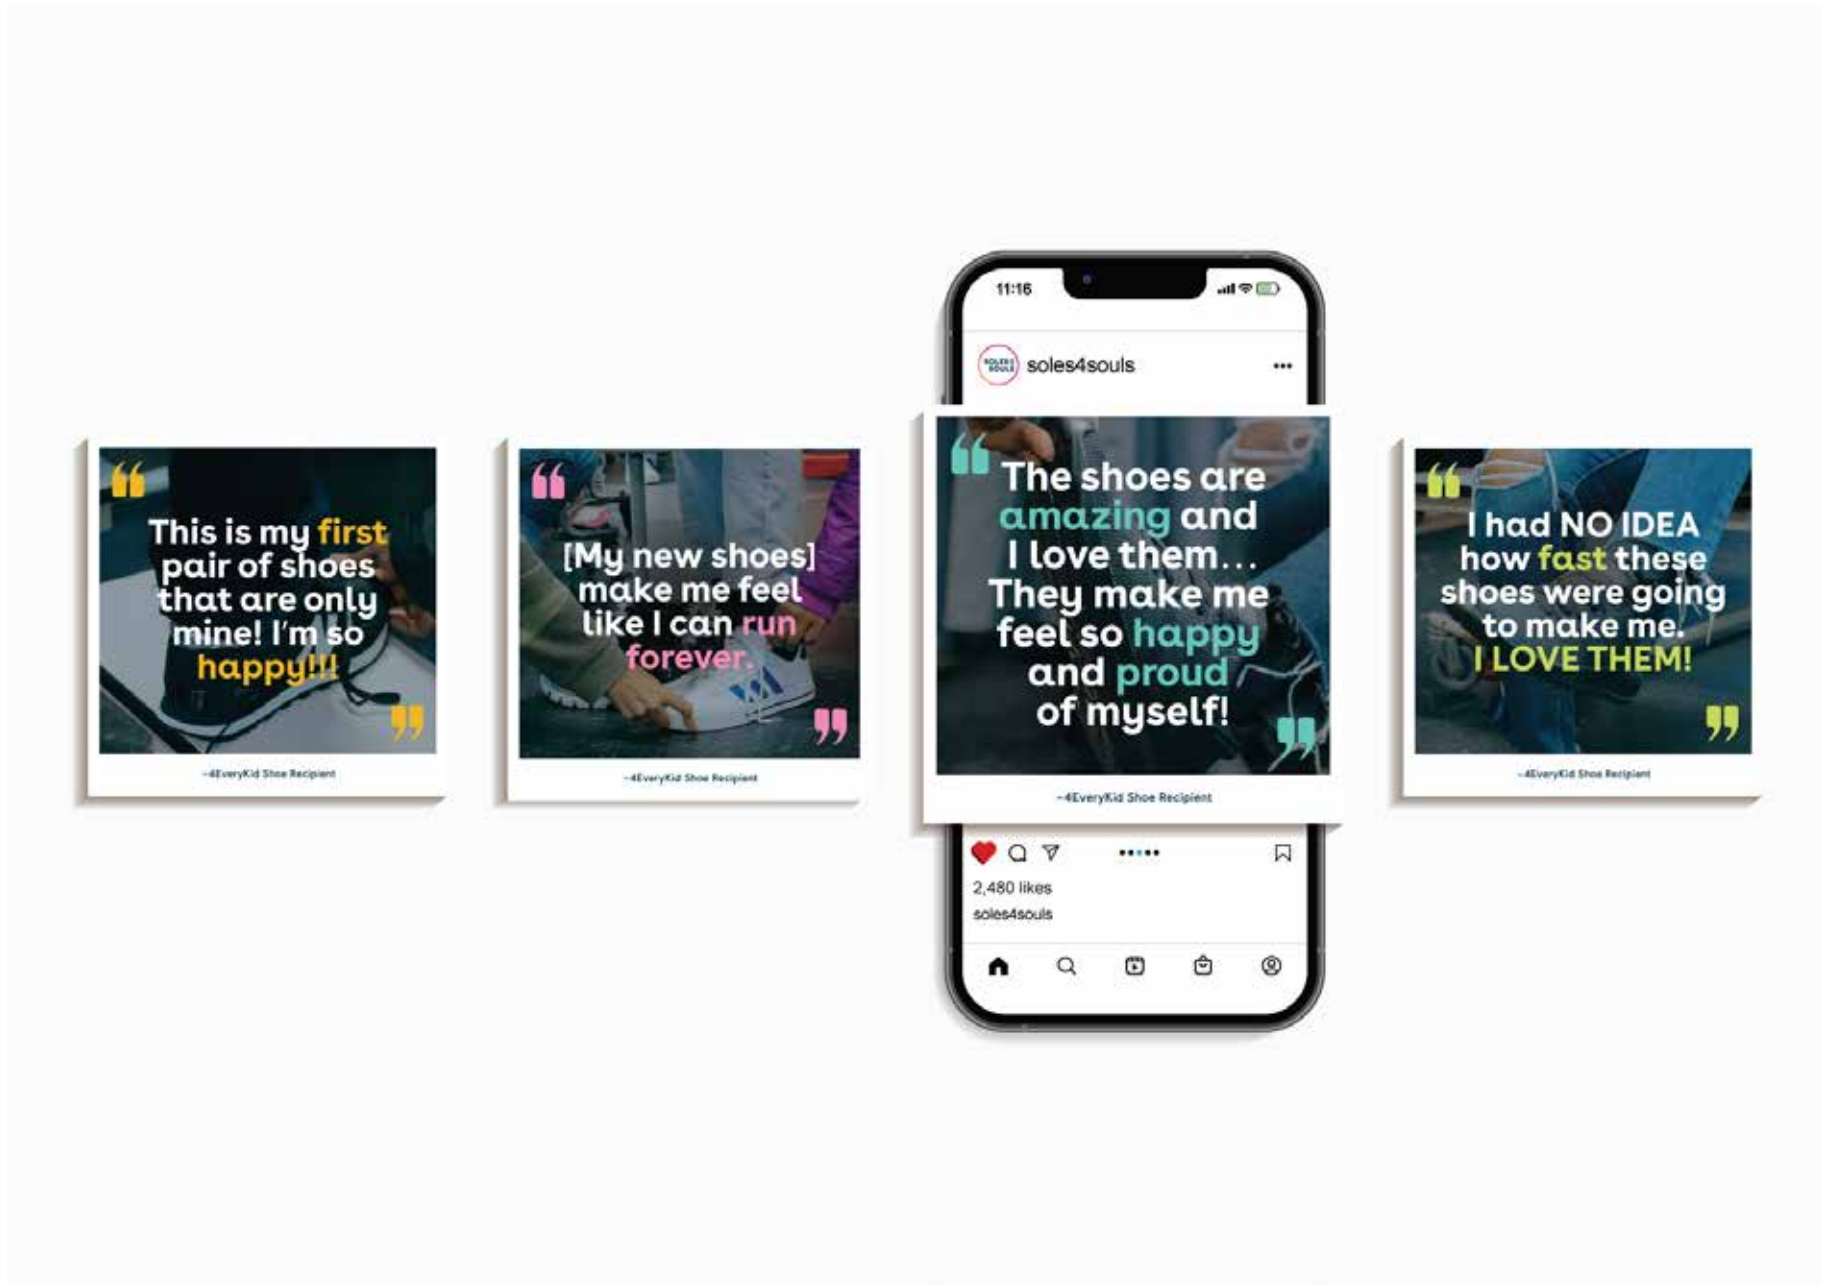 This is my first
pair of shoes
that are only
mine! I'm so
happy!!!
-4EveryKid Shoe Recipient
[My new shoes]
make me feel
like I can run
forever.
-4EveryKid Shoe Recipient
11:16
SOLES4
SOULS
soles4souls
The shoes are
amazing and
I love them...
They make me
feel so happy
and proud
of myself!
-4EveryKid Shoe Recipient
2,480 likes
soles4souls
I had NO IDEA
how fast these
shoes were going
to make me.
I LOVE THEM!
-4EveryKid Shoe Recipient